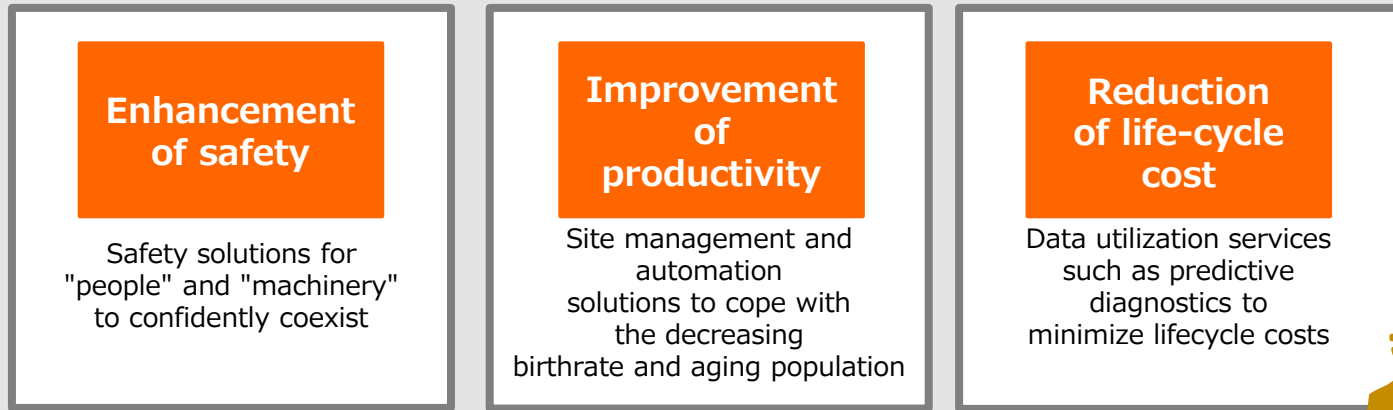 Enhancement
of safety
Safety solutions for
"people" and "machinery"
to confidently coexist
Improvement
of
productivity
Site management and
automation
solutions to cope with
the decreasing
birthrate and aging population
Reduction
of life-cycle
cost
Data utilization services
such as predictive
diagnostics to
minimize lifecycle costs